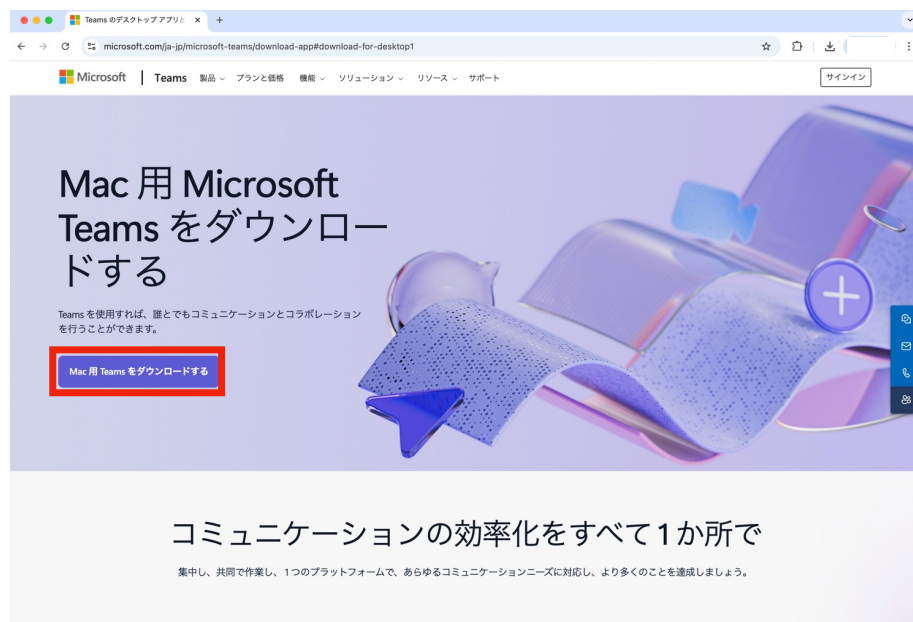 Teams のデスクトップ アプリと
microsoft.com/ja-jp/microsoft-teams/download-app#download-for-desktop1
Microsoft Teams 製品 プランと価格 機能 ソリューション リソース サポート サインイン
Mac 用 Microsoft
Teams をダウンロー
ドする
Teams を使用すれば、誰とでもコミュニケーションとコラボレーション
を行うことができます。
Mac 用 Teams をダウンロードする
コミュニケーションの効率化をすべて 1 か所で
集中し、共同で作業し、1 つのプラットフォームで、あらゆるコミュニケーションニーズに対応し、より多くのことを達成しましょう。